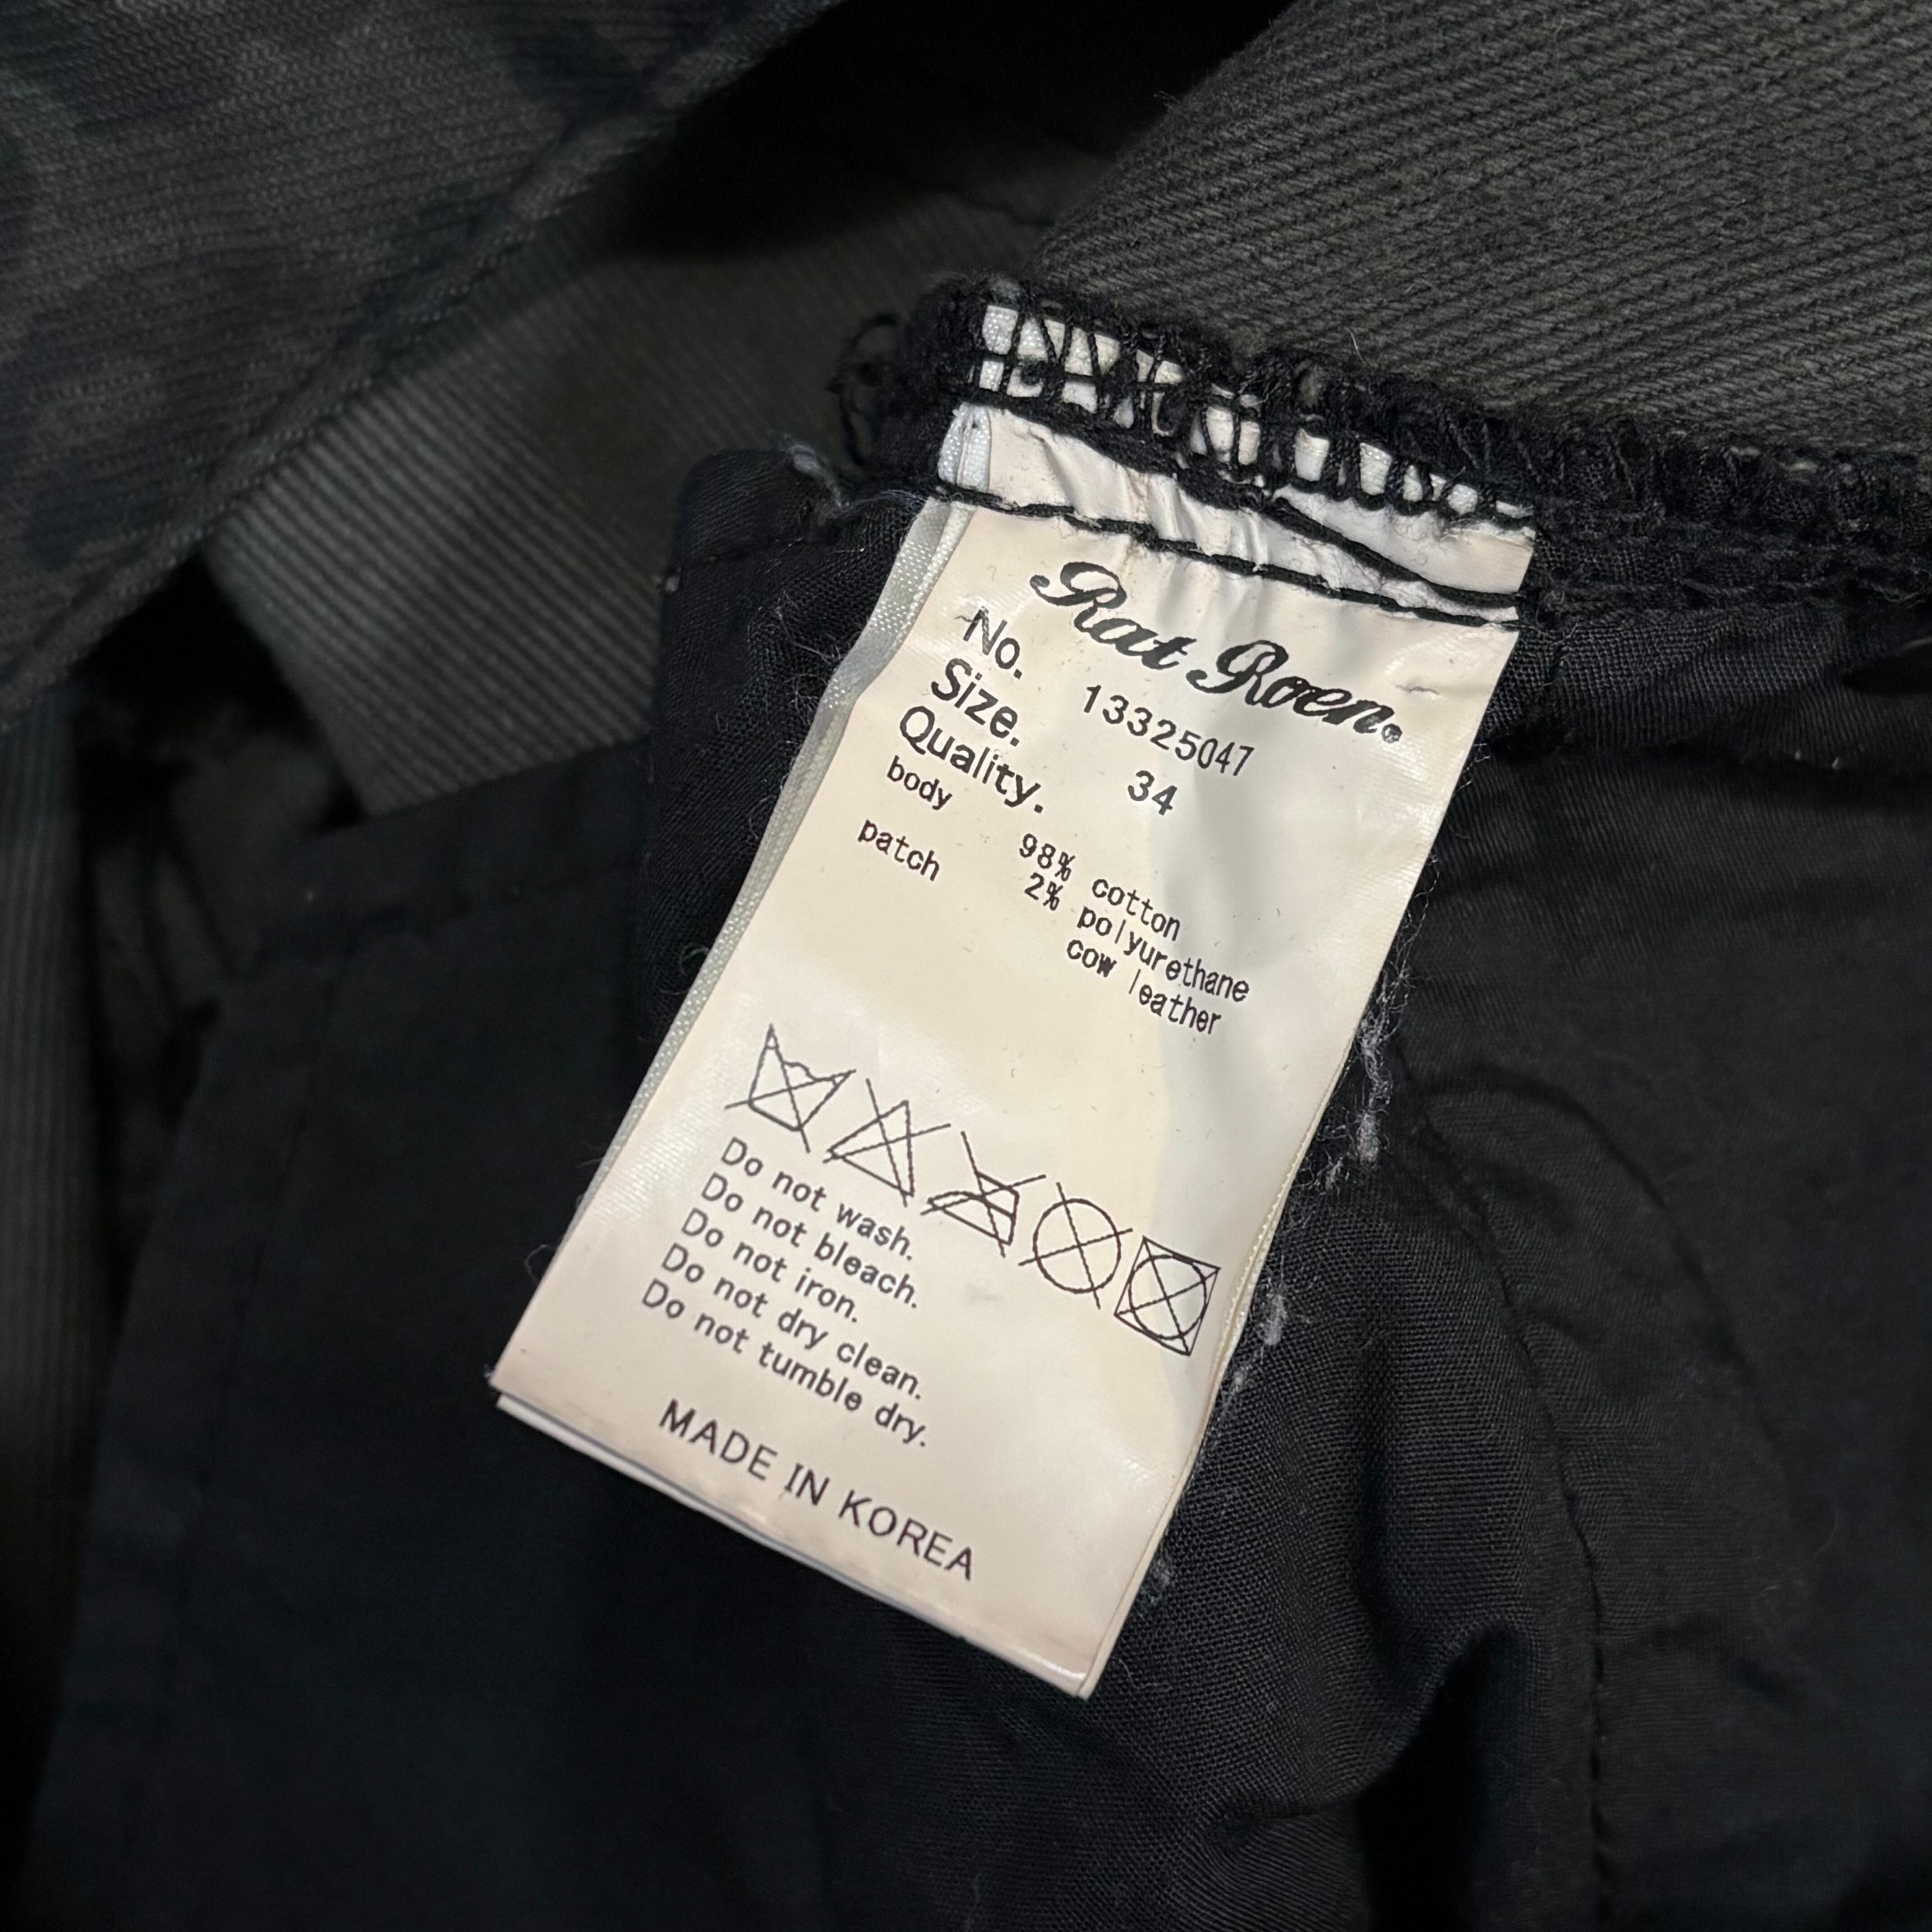 Rat Roen.
No. 13325047
Size. 34
Quality.
body 98% cotton
2% polyurethane
patch cow leather
Do not wash.
Do not bleach.
Do not iron.
Do not dry clean.
Do not tumble dry.
MADE IN KOREA